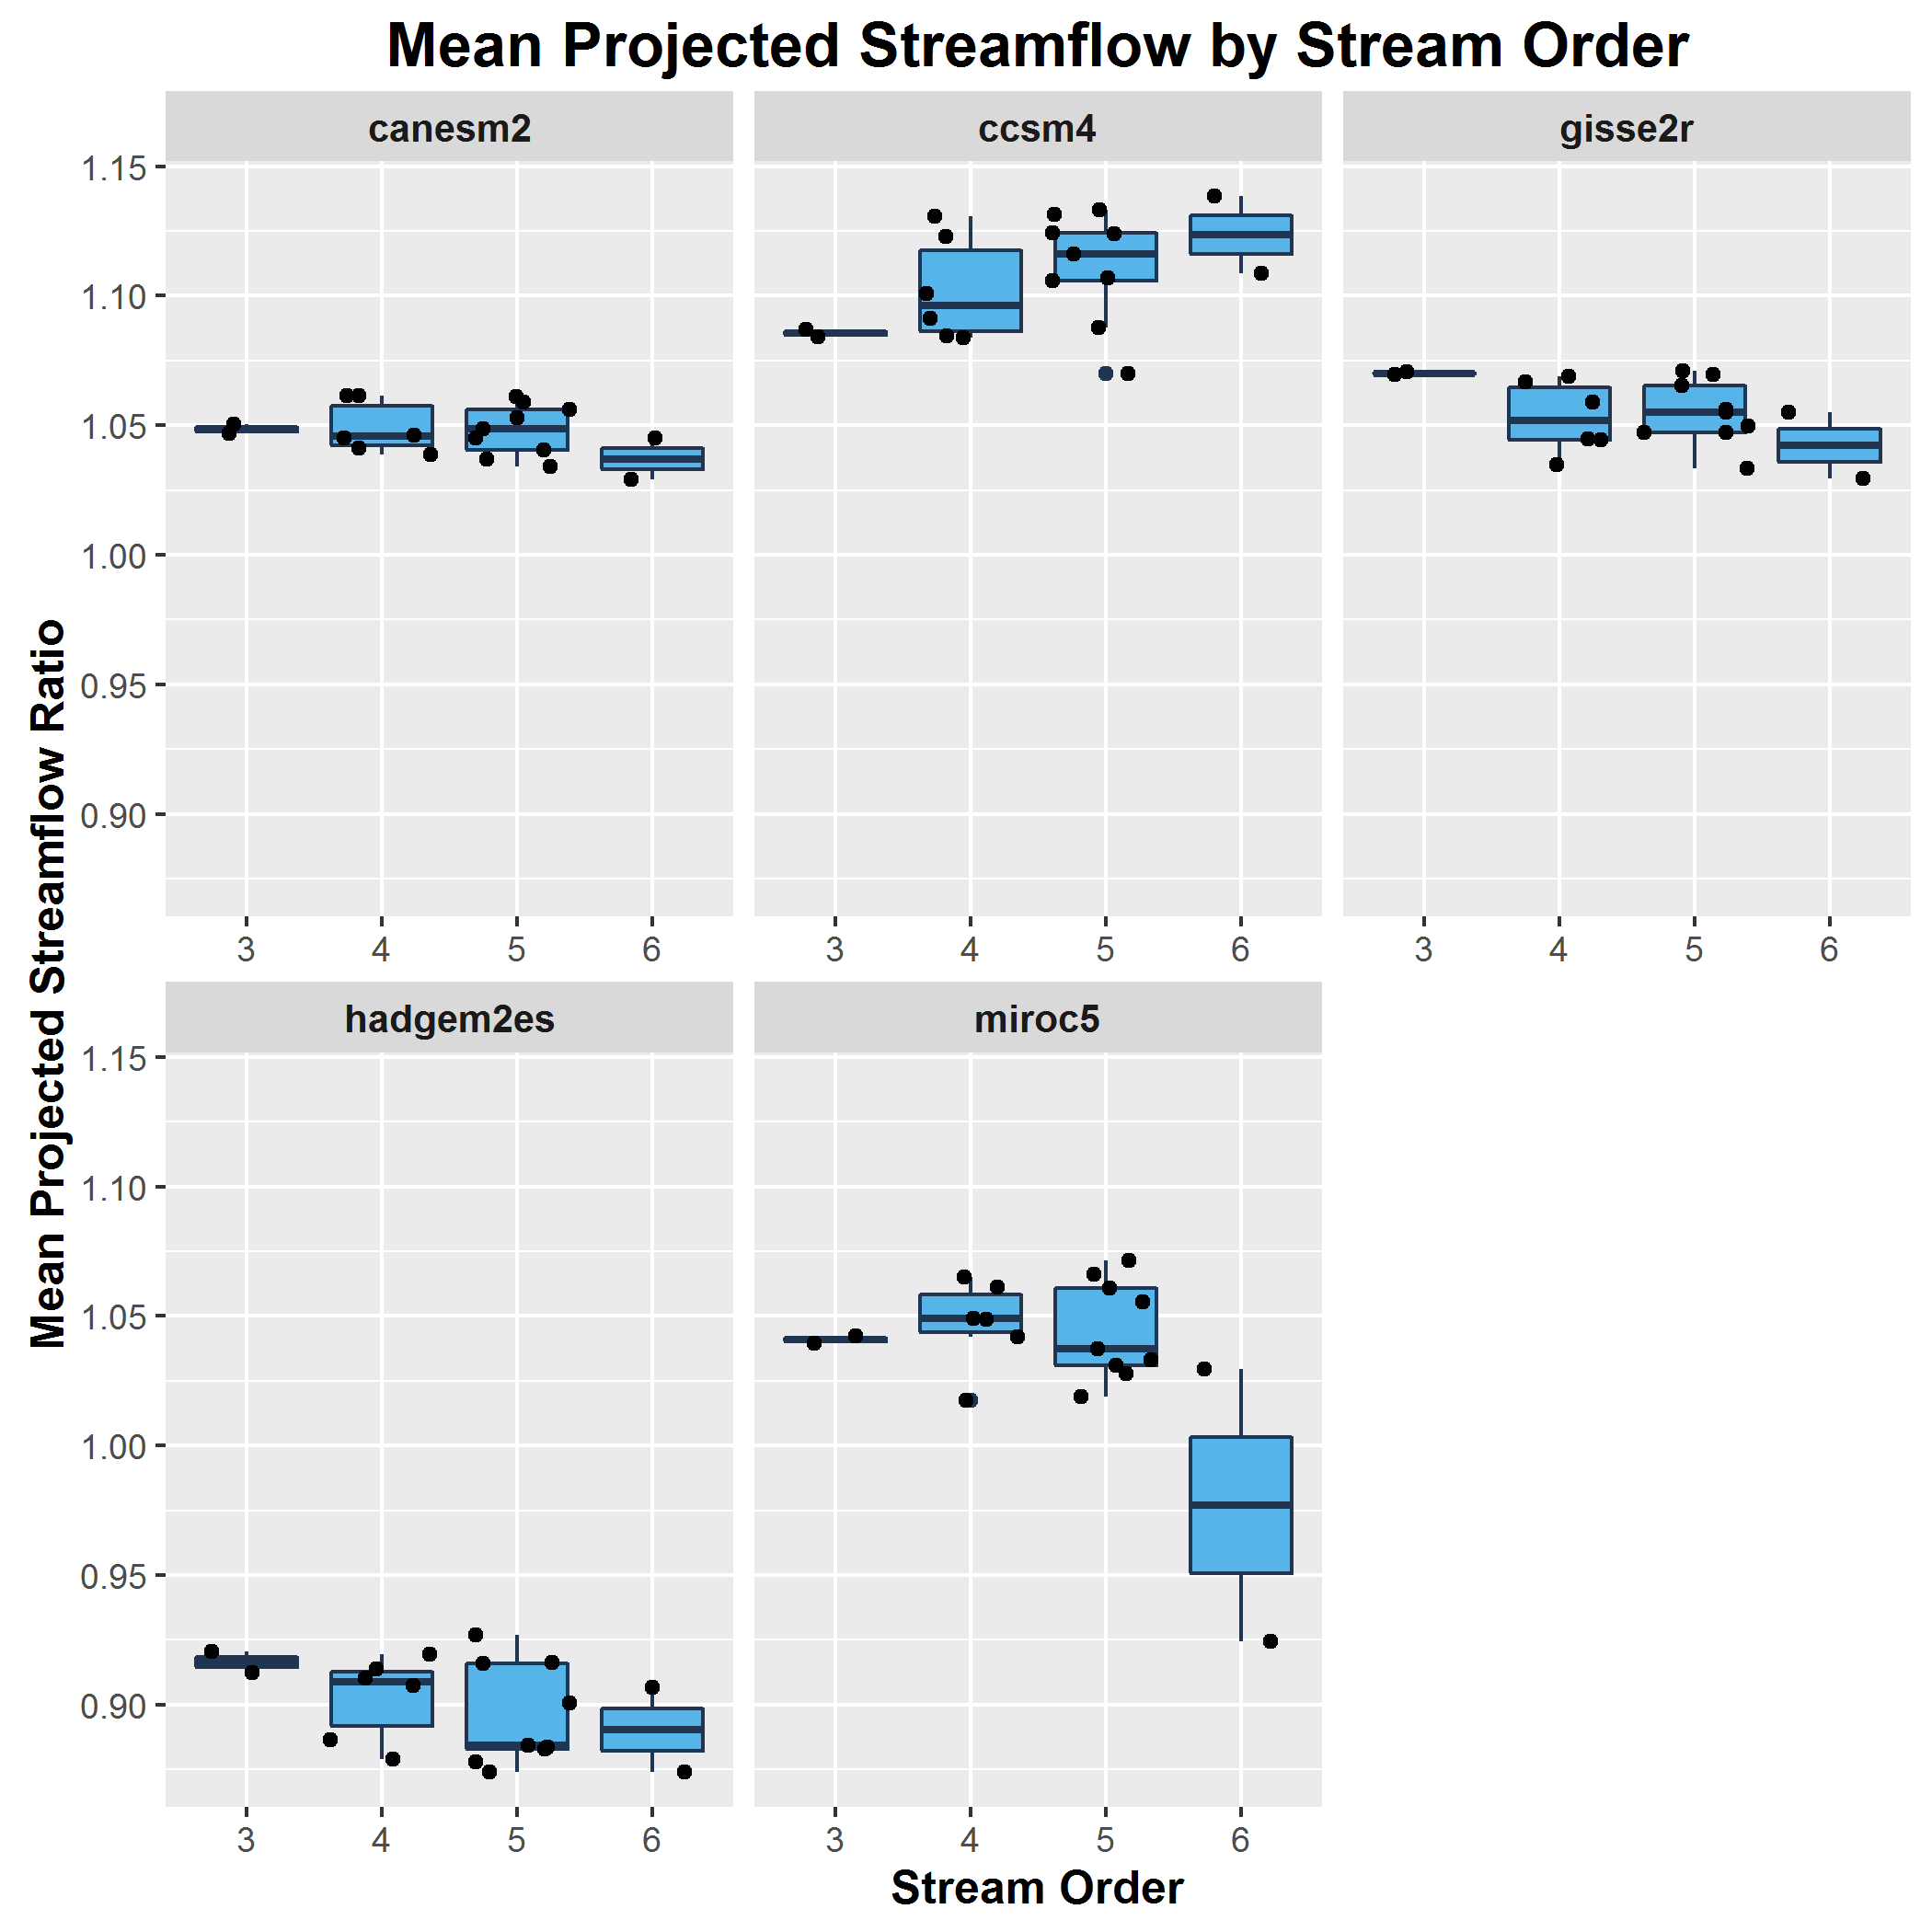 Mean Projected Streamflow by Stream Order
canesm2 ccsm4 gisse2r
1.15
1.10
1.05
1.00
0.95
0.90
3 4 5 6 3 4 5 6 3 4 5 6
Mean Projected Streamflow Ratio
hadgem2es miroc5
1.15
1.10
1.05
1.00
0.95
0.90
3 4 5 6 3 4 5 6
Stream Order